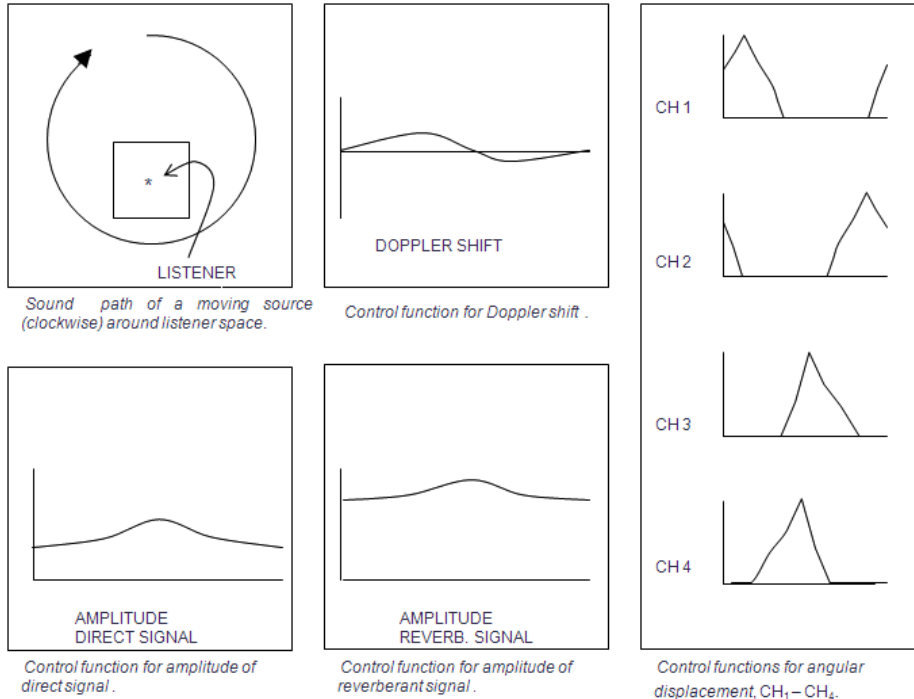 LISTENER
Sound path of a moving source
(clockwise) around listener space.
DOPPLER SHIFT
Control function for Doppler shift .
AMPLITUDE
DIRECT SIGNAL
Control function for amplitude of
direct signal .
AMPLITUDE
REVERB. SIGNAL
Control function for amplitude of
reverberant signal .
CH 1
CH 2
CH 3
CH 4
Control functions for angular
displacement, CH₁ – CH₄.